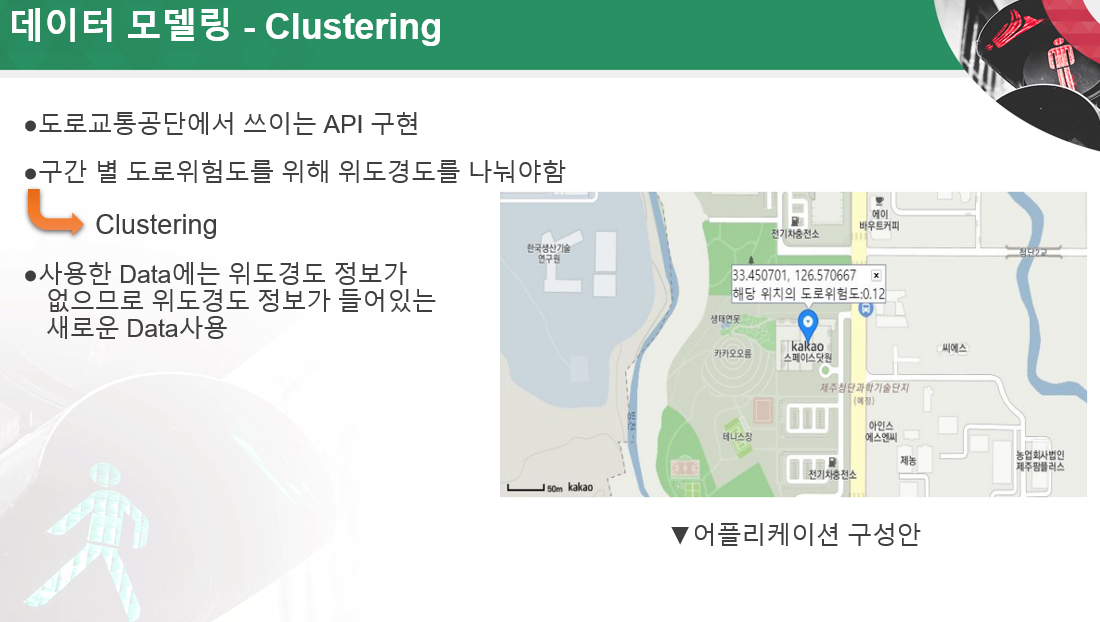 데이터 모델링 - Clustering
●도로교통공단에서 쓰이는 API 구현
●구간 별 도로위험도를 위해 위도경도를 나눠야함
Clustering
●사용한 Data에는 위도경도 정보가
없으므로 위도경도 정보가 들어있는
새로운 Data사용
에이
바우트커피
전기차충전소
한국생산기술
연구원
첨단2교
33.450701, 126.570667
해당 위치의 도로위험도:0.12
생태연못
kakao
스페이스닷원
카카오오름
씨에스
제주첨단과학기술단지
(예정)
아인스
에스엔씨
테니스장
제농
농업회사법인
제주팜플러스
전기차충전소
50m kakao
▼어플리케이션 구성안